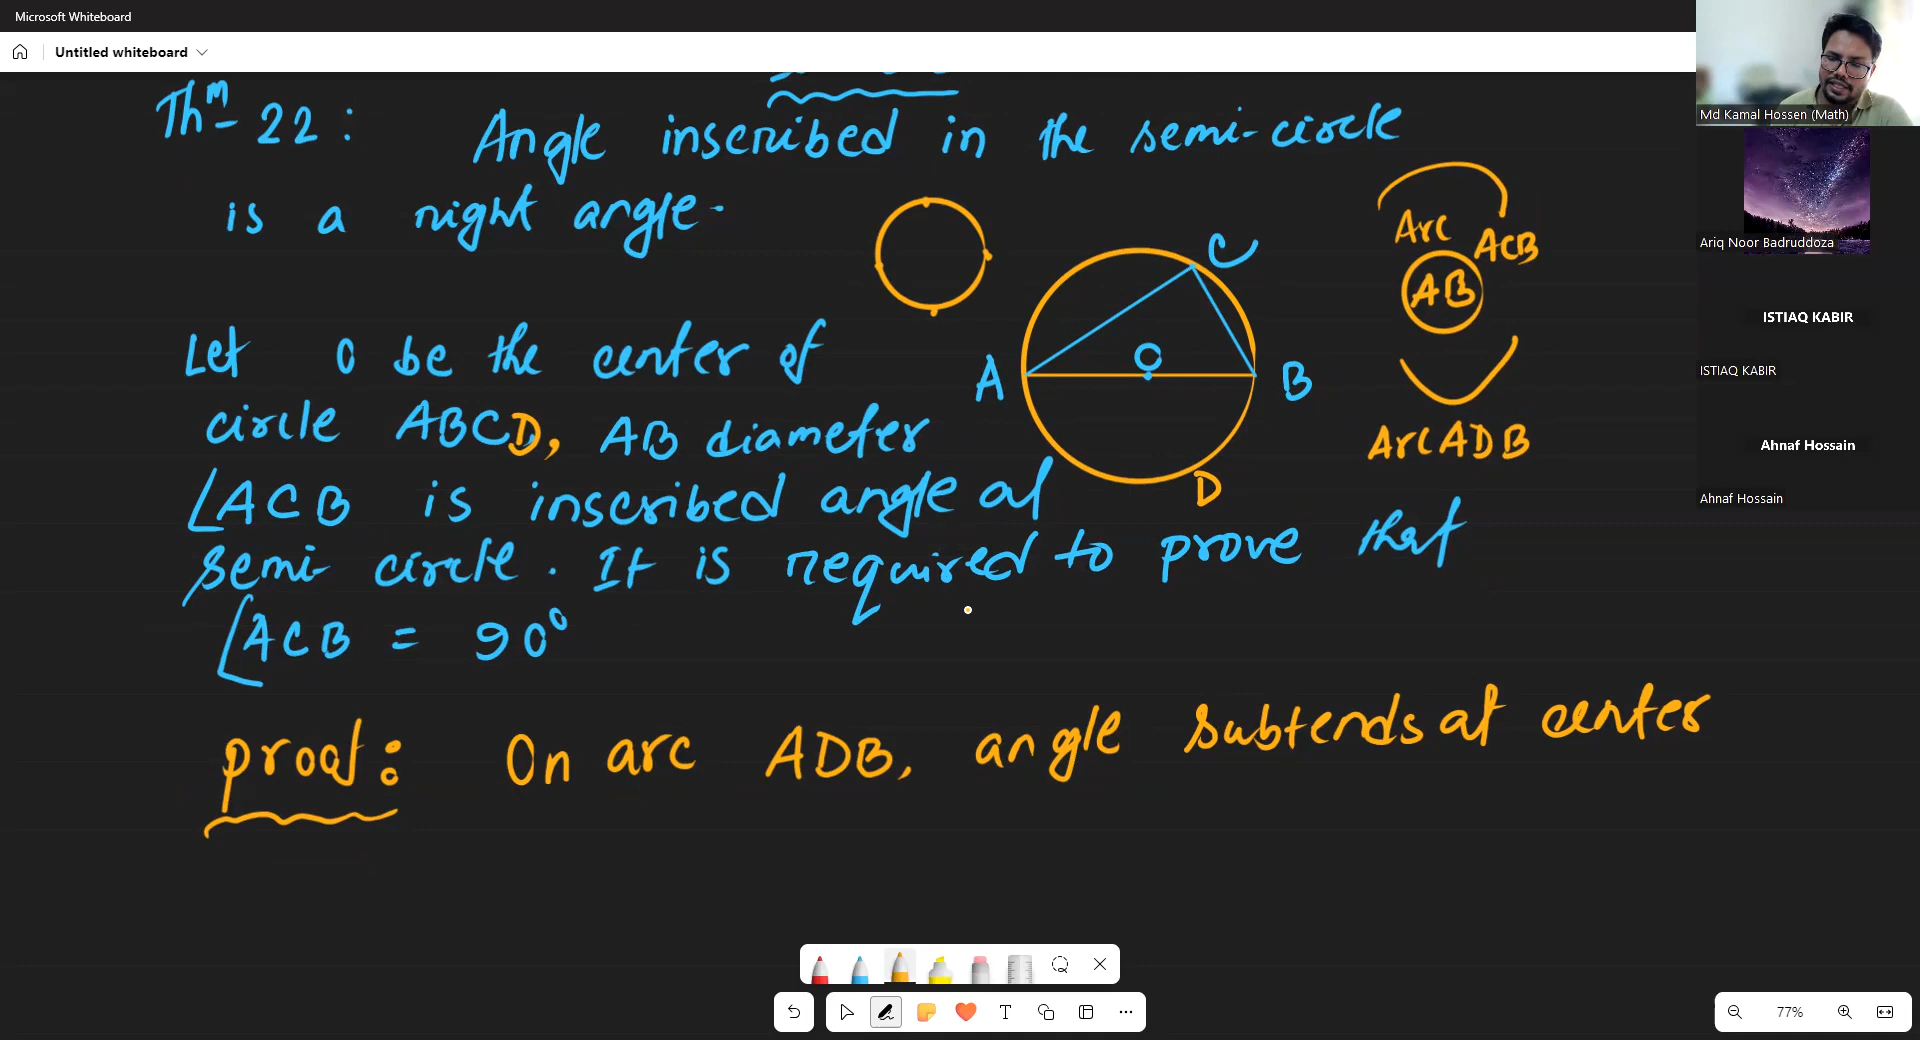 Microsoft Whiteboard
Untitled whiteboard
Thm- 22 : Angle inscribed in the semi-circle
is a right angle.
Arc ACB
AB
Arc ADB
C
A
O
B
D
Let O be the center of
circle ABCD, AB diameter
∠ACB is inscribed angle at
semi circle. It is required to prove that
∠ACB = 90°
proof: On arc ADB, angle subtends at center
Md Kamal Hossen (Math)
Ariq Noor Badruddoza
ISTIAQ KABIR
ISTIAQ KABIR
Ahnaf Hossain
Ahnaf Hossain
77%